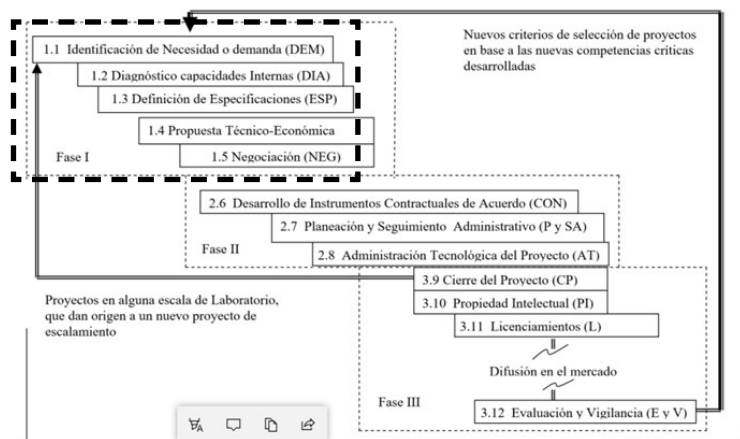 Nuevos criterios de selección de proyectos
en base a las nuevas competencias críticas
desarrolladas
1.1 Identificación de Necesidad o demanda (DEM)
1.2 Diagnóstico capacidades Internas (DIA)
1.3 Definición de Especificaciones (ESP)
1.4 Propuesta Técnico-Económica
1.5 Negociación (NEG)
Fase I
2.6 Desarrollo de Instrumentos Contractuales de Acuerdo (CON)
2.7 Planeación y Seguimiento Administrativo (P y SA)
2.8 Administración Tecnológica del Proyecto (AT)
Fase II
3.9 Cierre del Proyecto (CP)
3.10 Propiedad Intelectual (PI)
3.11 Licenciamientos (L)
Proyectos en alguna escala de Laboratorio,
que dan origen a un nuevo proyecto de
escalamiento
Difusión en el mercado
Fase III
3.12 Evaluación y Vigilancia (E y V)